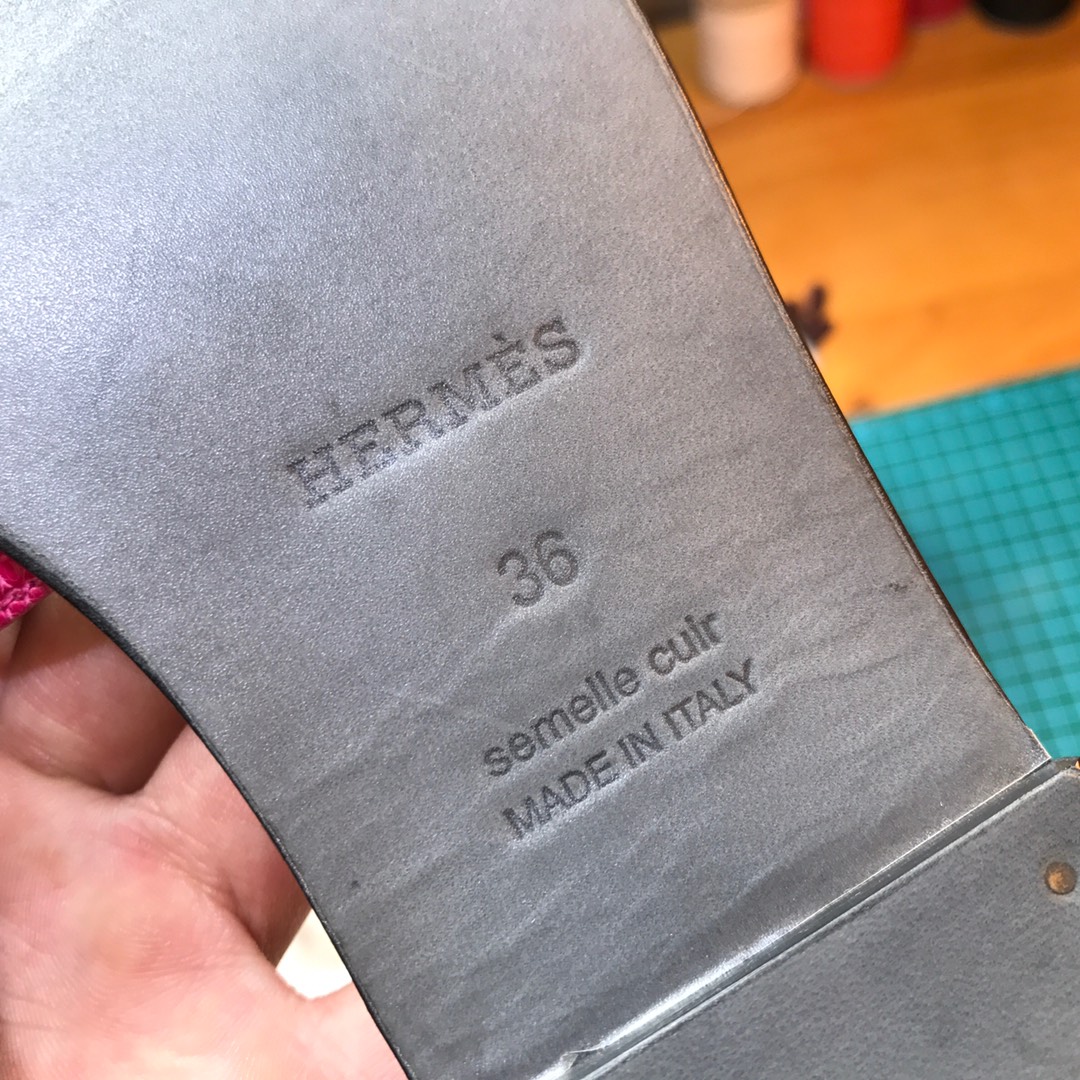 HERMÈS
36
semelle cuir
MADE IN ITALY